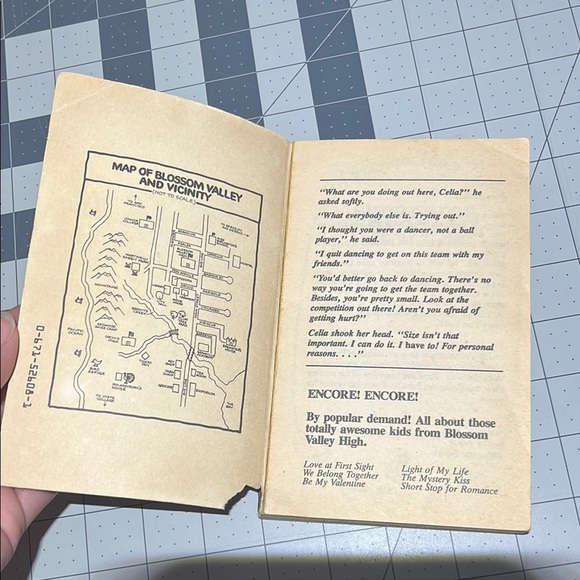 MAP OF BLOSSOM VALLEY
AND VICINITY
(NOT TO SCALE)
PACIFIC
OCEAN
0-671-52608-1
"What are you doing out here, Celia?" he
asked softly.
"What everybody else is. Trying out."
"I thought you were a dancer, not a ball
player," he said.
"I quit dancing to get on this team with my
friends."
"You'd better go back to dancing. There's no
way you're going to get the team together.
Besides, you're pretty small. Look at the
competition out there! Aren't you afraid of
getting hurt?"
Celia shook her head. "Size isn't that
important. I can do it. I have to! For personal
reasons. . . ."
ENCORE! ENCORE!
By popular demand! All about those
totally awesome kids from Blossom
Valley High.
Love at First Sight
We Belong Together
Be My Valentine
Light of My Life
The Mystery Kiss
Short Stop for Romance